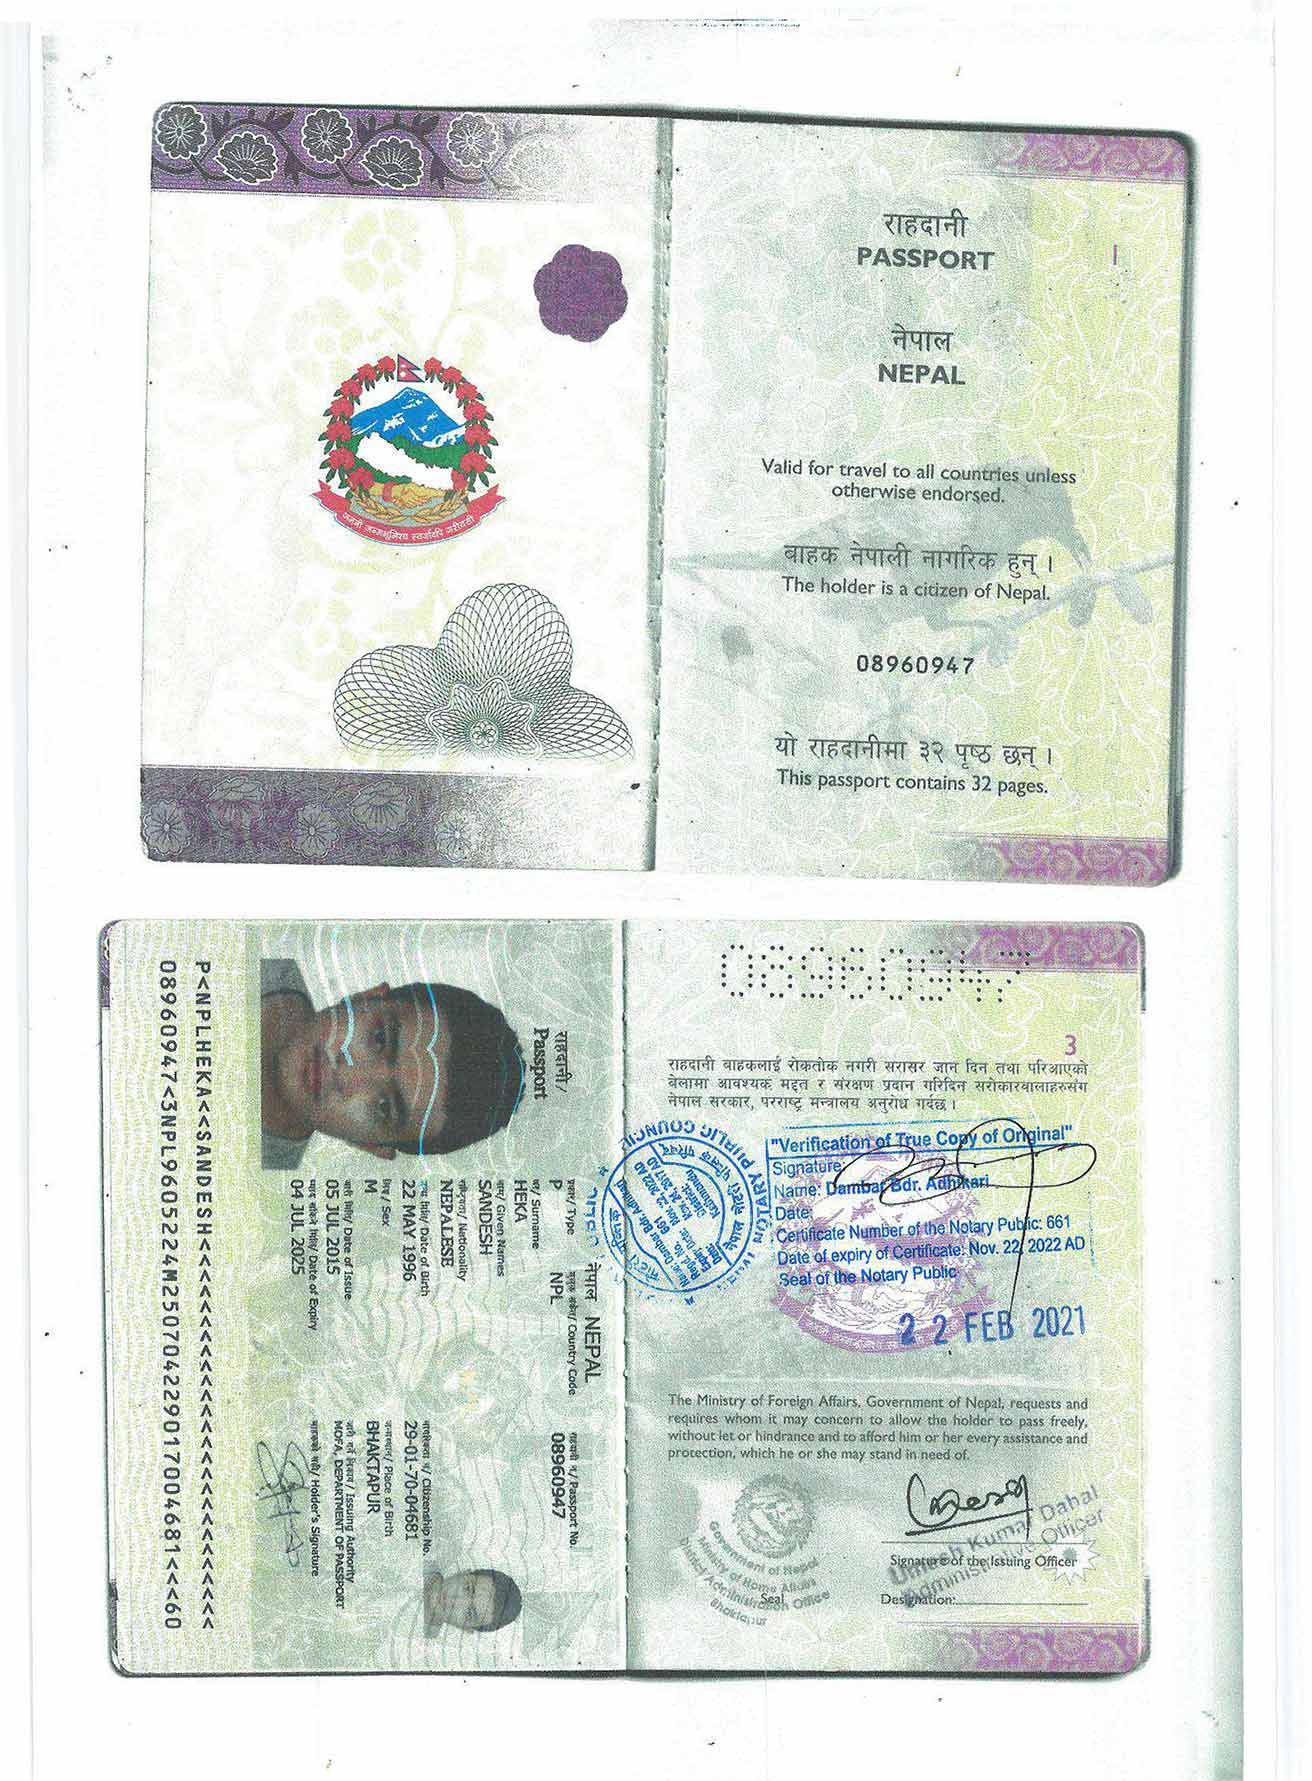 जननी जन्मभूमिश्च स्वर्गादपि गरीयसी
राहदानी
PASSPORT
1
नेपाल
NEPAL
Valid for travel to all countries unless
otherwise endorsed.
बाहक नेपाली नागरिक हुन् ।
The holder is a citizen of Nepal.
08960947
यो राहदानीमा ३२ पृष्ठ छन् ।
This passport contains 32 pages.
राहदानी/
Passport
नेपाल NEPAL
प्रकार/ Type
P
Country Code
NPL
राहदानी नं./ Passport No.
08960947
थर/ Surname
HEKA
नाम/ Given Names
SANDESH
राष्ट्रियता/ Nationality
NEPALESE
Citizenship No.
29-01-70-04681
जन्म मिति/ Date of Birth
22 MAY 1996
लिङ्ग/ Sex
M
जन्मस्थान/ Place of Birth
BHAKTAPUR
जारी मिति/ Date of Issue
05 JUL 2015
Issuing Authority
MOFA, DEPARTMENT OF PASSPORT
Date of Expiry
04 JUL 2025
Holder's Signature
P<NPLHEKA<<SANDESH<<<<<<<<<<<<<<<<<<<<<<<<<<
08960947<3NPL9605224M250704229017004681<<<60
08960947
3
राहदानी बाहकलाई रोकतोक नगरी सरासर जान दिन तथा परिआएको
बेलामा आवश्यक मद्दत र संरक्षण प्रदान गरिदिन सरोकारवालाहरुसंग
नेपाल सरकार, परराष्ट्र मन्त्रालय अनुरोध गर्दछ ।
NOTARY PUBLIC COUNCIL
NEPAL
Name: Dambar Bdr. Adhikari
Regd. No. 661
Nov. 22, 2022 AD
Kathmandu
"Verification of True Copy of Original"
Signature:
Name: Dambar Bdr. Adhikari
Date:
Certificate Number of the Notary Public: 661
Date of expiry of Certificate: Nov. 22, 2022 AD
Seal of the Notary Public
22 FEB 2021
The Ministry of Foreign Affairs, Government of Nepal, requests and
requires whom it may concern to allow the holder to pass freely,
without let or hindrance and to afford him or her every assistance and
protection, which he or she may stand in need of.
Government of Nepal
Ministry of Home Affairs
District Administration Office
Bhaktapur
Seal
Umesh Kumar Dahal
Administrative Officer
Signature of the Issuing Officer
Designation: